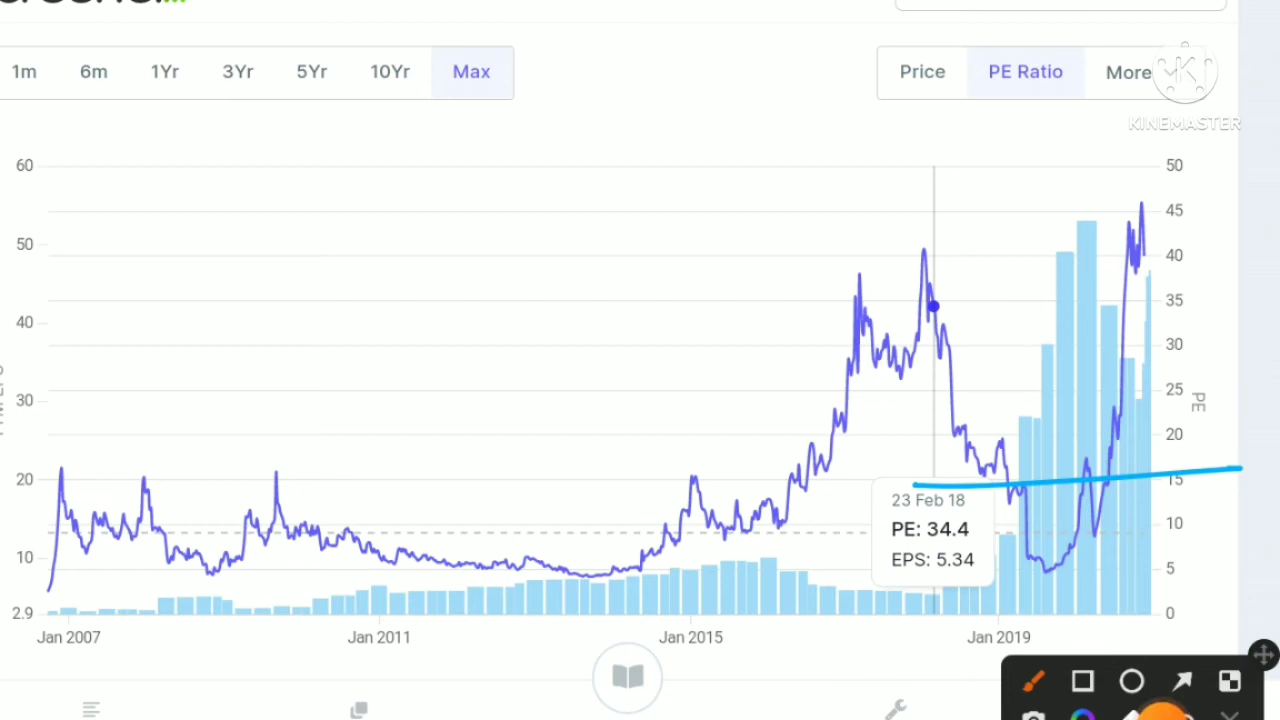 1m 6m 1Yr 3Yr 5Yr 10Yr Max Price PE Ratio More
KINEMASTER
60 50
45
50
40
40 35
30
30 25
PE
20
20 15
23 Feb 18
PE: 34.4
EPS: 5.34
10
10 5
2.9 0
Jan 2007 Jan 2011 Jan 2015 Jan 2019